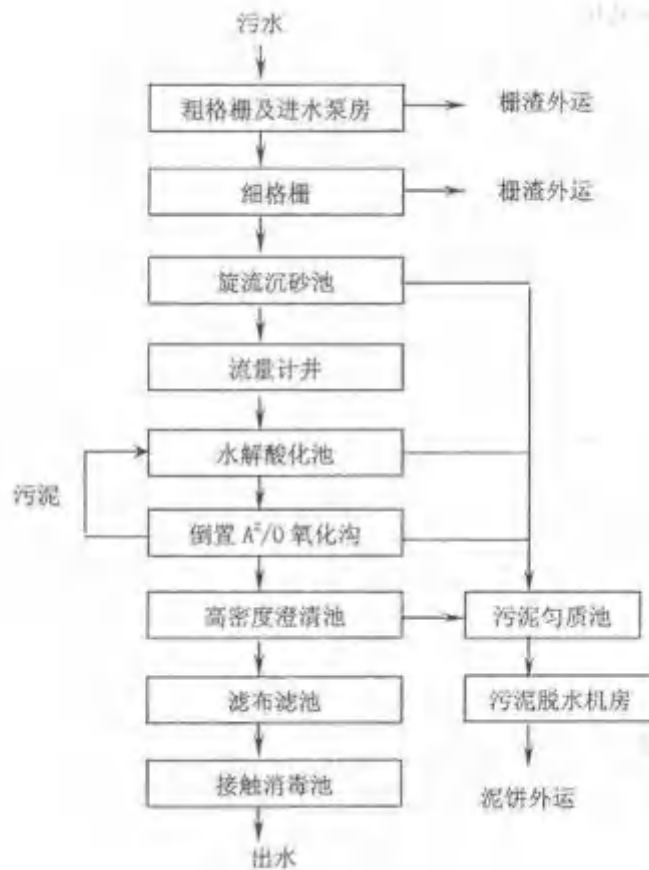 污水
粗格栅及进水泵房
栅渣外运
细格栅
栅渣外运
旋流沉砂池
流量计井
水解酸化池
污泥
倒置 A²/O 氧化沟
高密度澄清池
污泥匀质池
滤布滤池
污泥脱水机房
接触消毒池
泥饼外运
出水